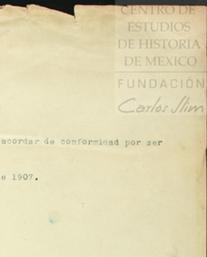 CENTRO DE
ESTUDIOS
DE HISTORIA
DE MEXICO
FUNDACIÓN
Carlos Slim
acordar de conformidad por ser
e 1907.